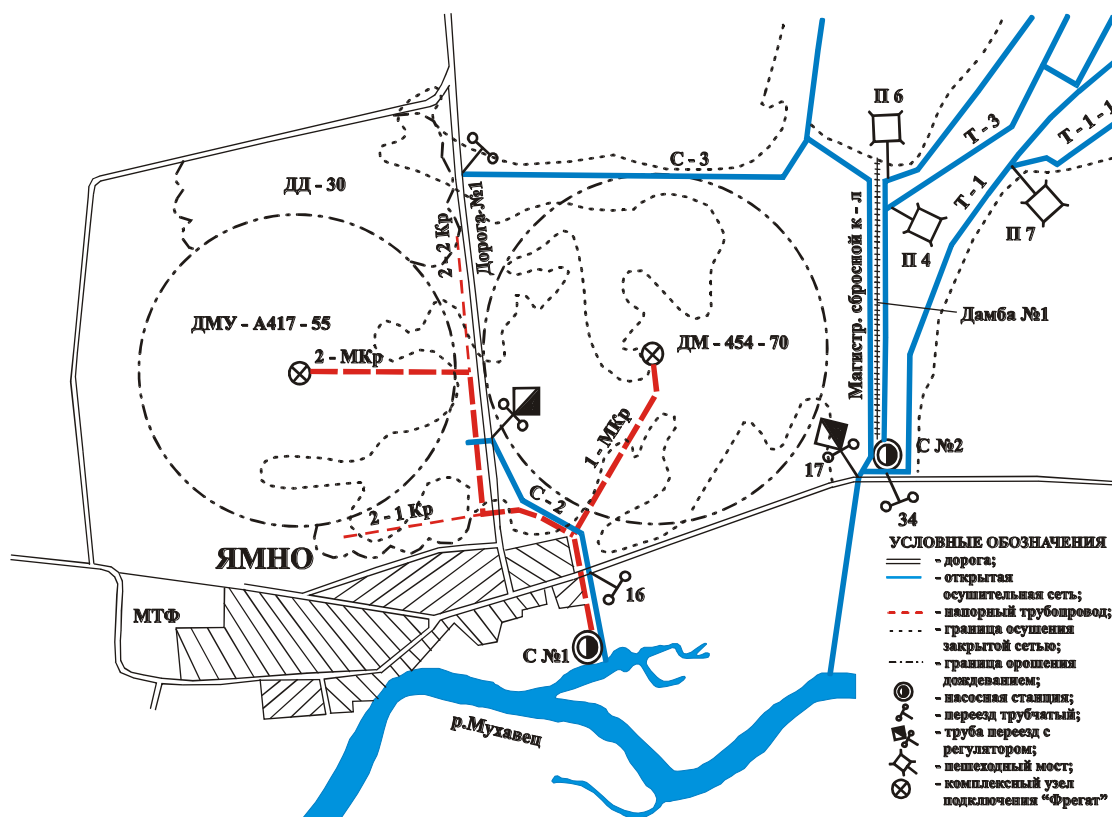 П 6
Т - 3
Т - 1 - 1
С - 3
ДД - 30
Дорога №1
2 - 2 Кр
Т - 1
П 7
П 4
ДМУ - А417 - 55
2 - МКр
ДМ - 454 - 70
Магистр. сбросной к - л
Дамба №1
1 - МКр
С №2
17
С - 2
2 - 1 Кр
34
ЯМНО
16
МТФ
С №1
р.Мухавец
УСЛОВНЫЕ ОБОЗНАЧЕНИЯ
- дорога;
- открытая
осушительная сеть;
- напорный трубопровод;
- граница осушения
закрытой сетью;
- граница орошения
дождеванием;
- насосная станция;
- переезд трубчатый;
- труба переезд с
регулятором;
- пешеходный мост;
- комплексный узел
подключения “Фрегат”